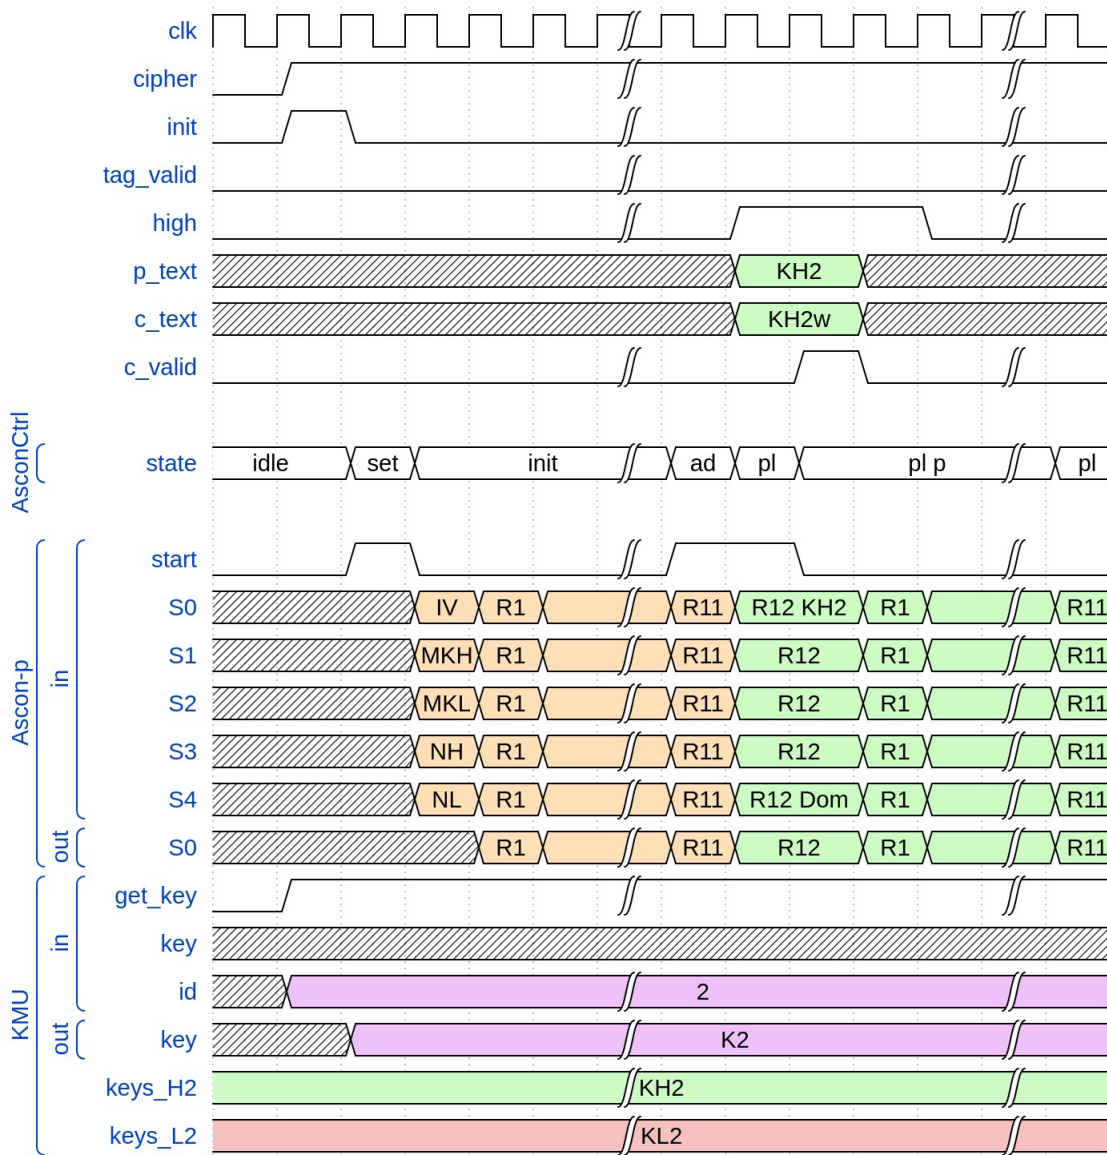 clk
cipher
init
tag_valid
high
p_text KH2
c_text KH2w
c_valid
AsconCtrl
state idle set init ad pl pl p pl
Ascon-p
in
start
S0 IV R1 R11 R12 KH2 R1 R11
S1 MKH R1 R11 R12 R1 R11
S2 MKL R1 R11 R12 R1 R11
S3 NH R1 R11 R12 R1 R11
S4 NL R1 R11 R12 Dom R1 R11
out
S0 R1 R11 R12 R1 R11
KMU
in
get_key
key
id 2
out
key K2
keys_H2 KH2
keys_L2 KL2